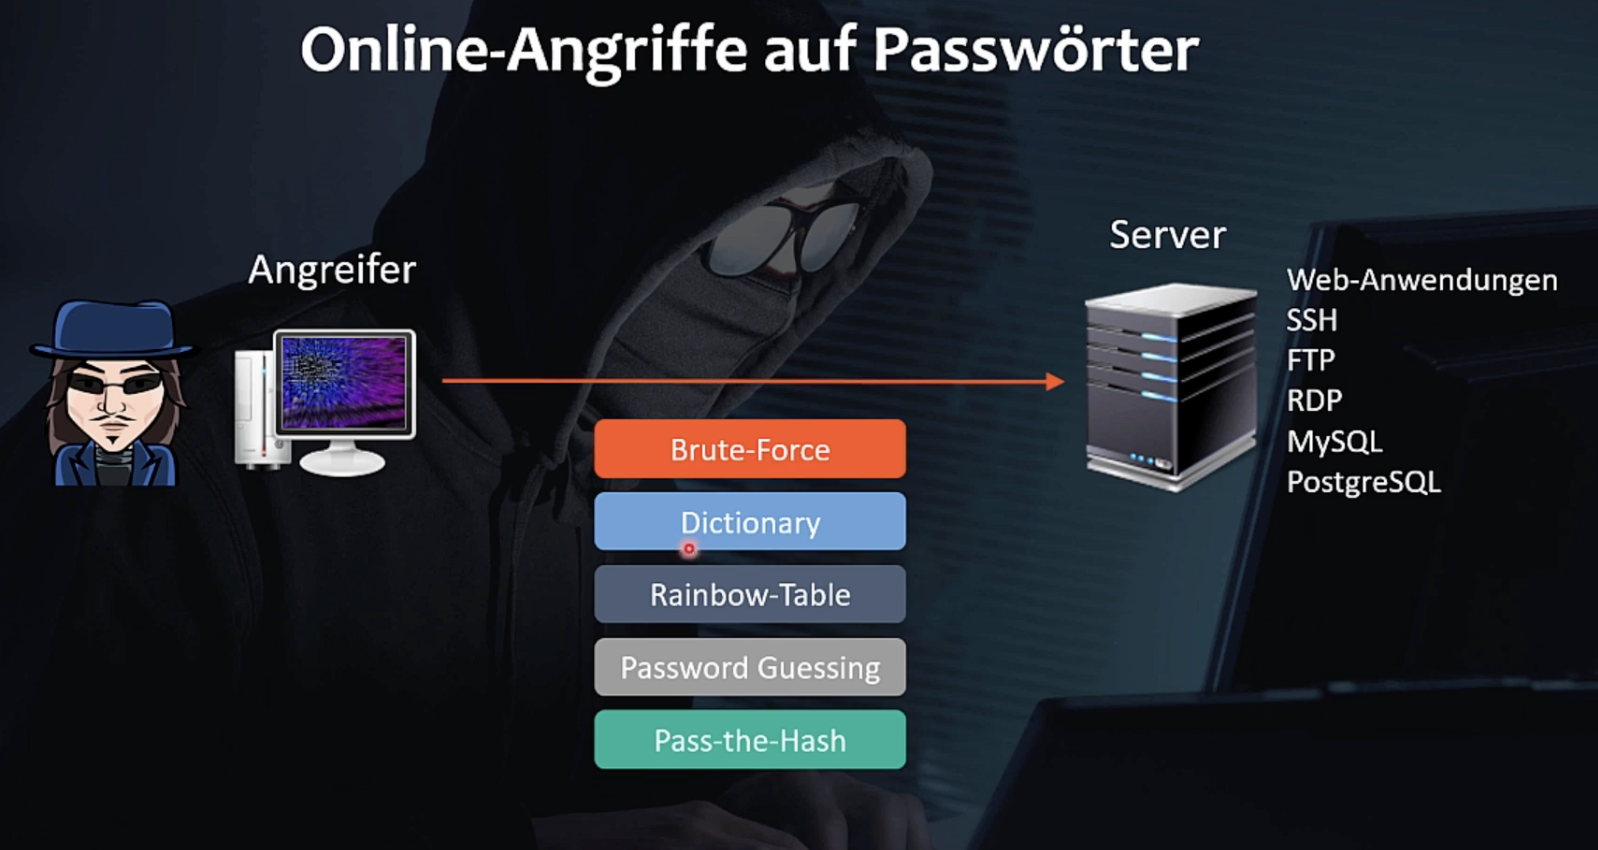 Online-Angriffe auf Passwörter
Angreifer
Server
Web-Anwendungen
SSH
FTP
RDP
MySQL
PostgreSQL
Brute-Force
Dictionary
Rainbow-Table
Password Guessing
Pass-the-Hash